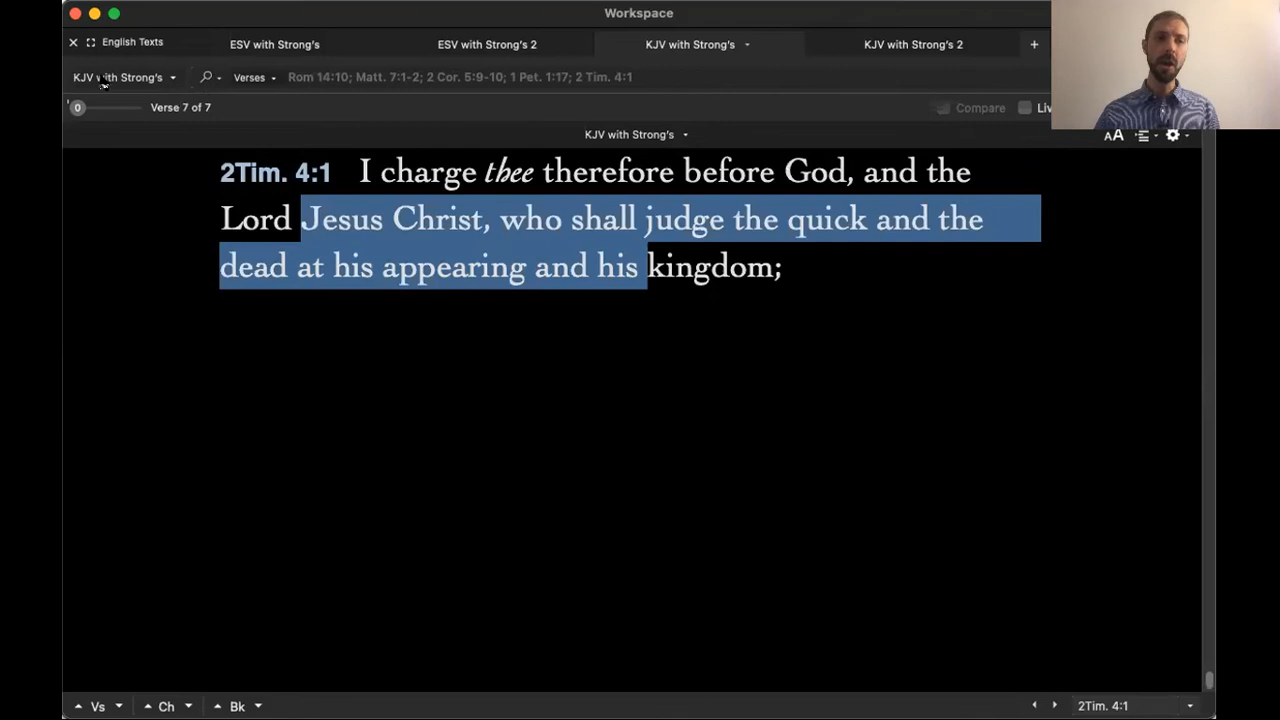 Workspace
English Texts
ESV with Strong's
ESV with Strong's 2
KJV with Strong's
KJV with Strong's 2
+
KJV with Strong's
Verses
Rom 14:10; Matt. 7:1-2; 2 Cor. 5:9-10; 1 Pet. 1:17; 2 Tim. 4:1
0
Verse 7 of 7
Compare
Liv
KJV with Strong's
AA
2Tim. 4:1 I charge thee therefore before God, and the
Lord Jesus Christ, who shall judge the quick and the
dead at his appearing and his kingdom;
Vs
Ch
Bk
2Tim. 4:1